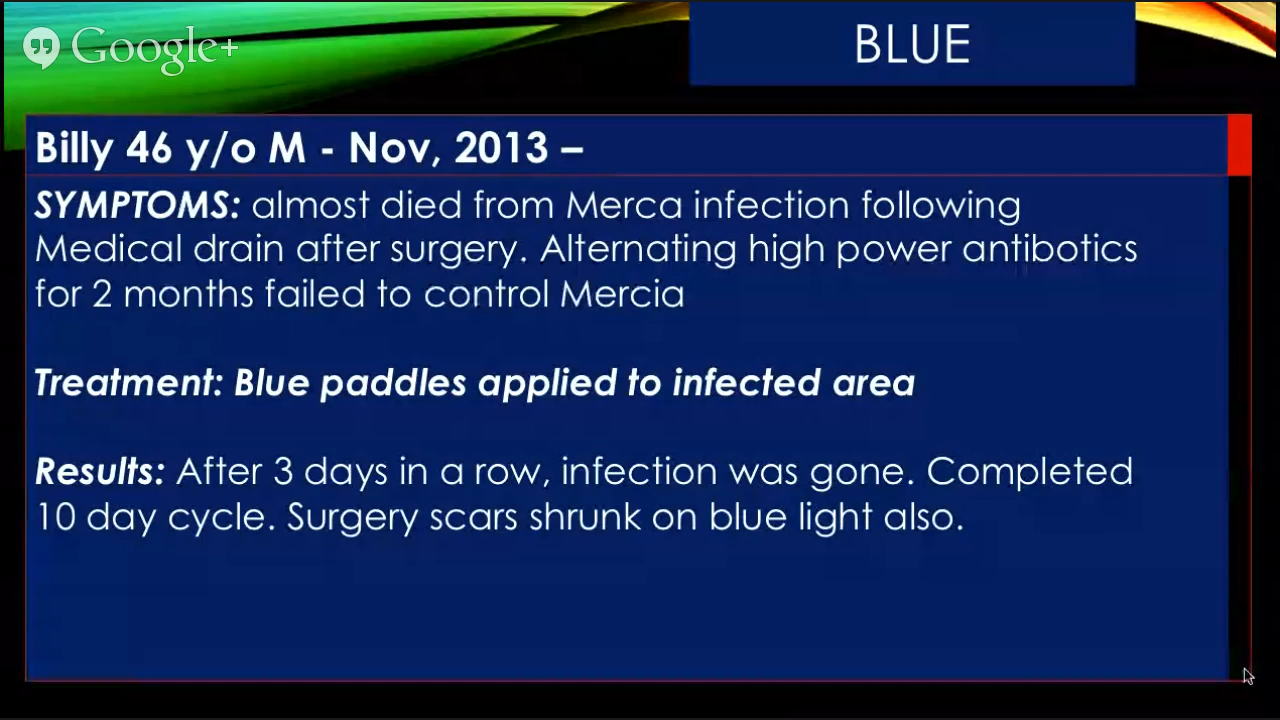 Google+
BLUE
Billy 46 y/o M - Nov, 2013 –
SYMPTOMS: almost died from Merca infection following
Medical drain after surgery. Alternating high power antibotics
for 2 months failed to control Mercia
Treatment: Blue paddles applied to infected area
Results: After 3 days in a row, infection was gone. Completed
10 day cycle. Surgery scars shrunk on blue light also.